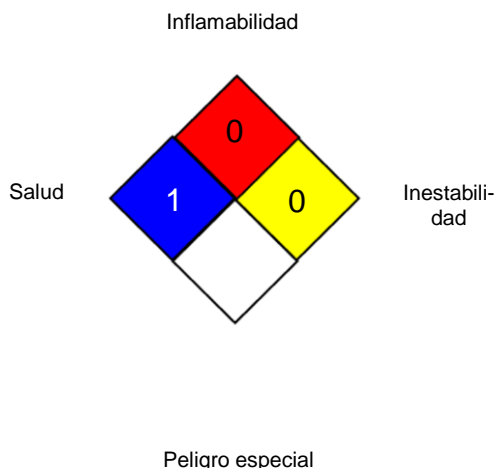 Inflamabilidad
0
Salud
1
0
Inestabili-
dad
Peligro especial